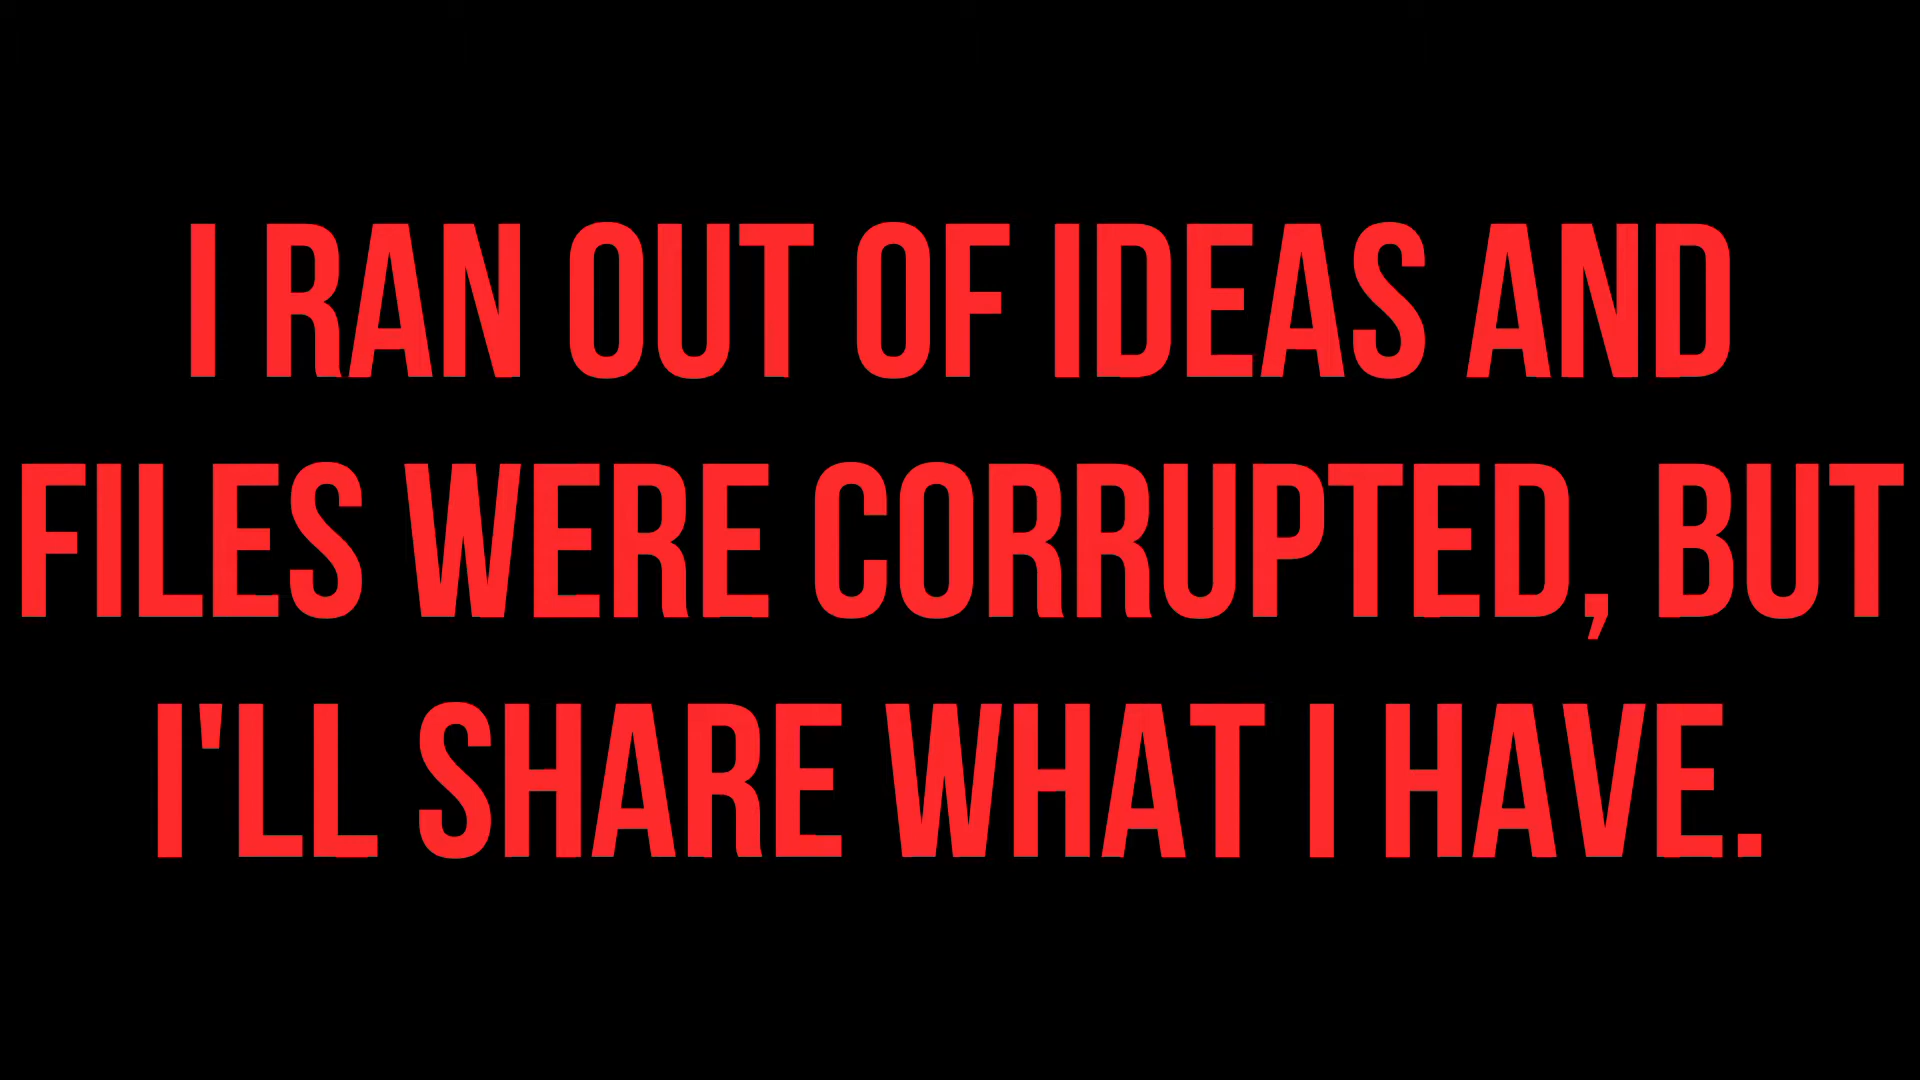 I RAN OUT OF IDEAS AND
FILES WERE CORRUPTED, BUT
I'LL SHARE WHAT I HAVE.